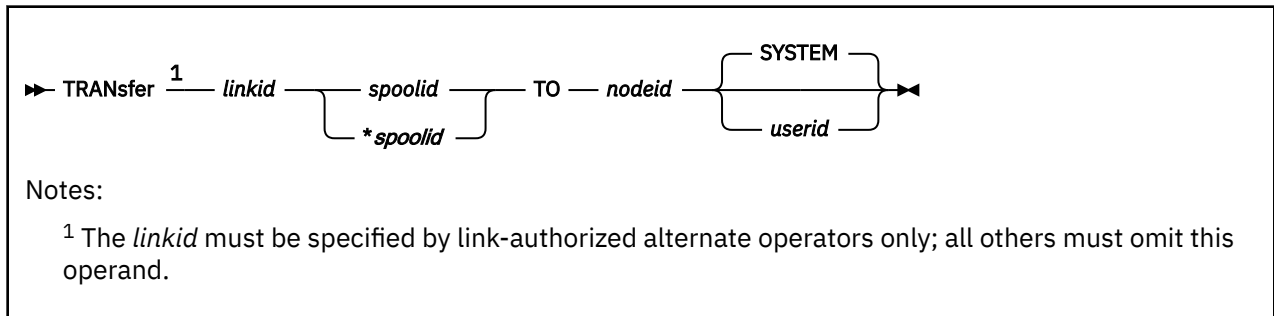 SYSTEM
TRANsfer 1 linkid spoolid TO nodeid
*spoolid userid
Notes:
1 The linkid must be specified by link-authorized alternate operators only; all others must omit this
operand.